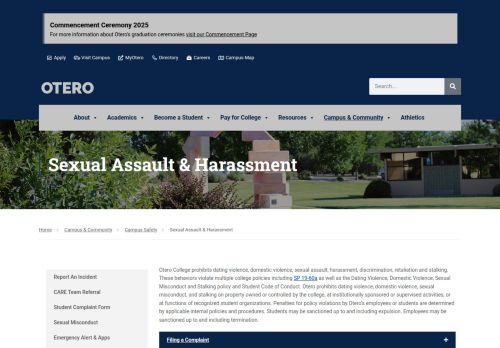 Commencement Ceremony 2025
For more information about Otero's graduation ceremonies visit our Commencement Page
Apply Visit Campus MyOtero Directory Careers Campus Map
OTERO
Search...
About Academics Become a Student Pay for College Resources Campus & Community Athletics
Sexual Assault & Harassment
Home Campus & Community Campus Safety Sexual Assault & Harassment
Report An Incident
CARE Team Referral
Student Complaint Form
Sexual Misconduct
Emergency Alert & Apps
Otero College prohibits dating violence, domestic violence, sexual assault, harassment, discrimination, retaliation and stalking.
These behaviors violate multiple college policies including SP 19-60a as well as the Dating Violence, Domestic Violence, Sexual
Misconduct and Stalking policy and Student Code of Conduct. Otero prohibits dating violence, domestic violence, sexual
misconduct, and stalking on property owned or controlled by the college, at institutionally sponsored or supervised activities, or
at functions of recognized student organizations. Penalties for policy violations by Otero's employees or students are determined
by applicable internal policies and procedures. Students may be sanctioned up to and including expulsion. Employees may be
sanctioned up to and including termination.
Filing a Complaint